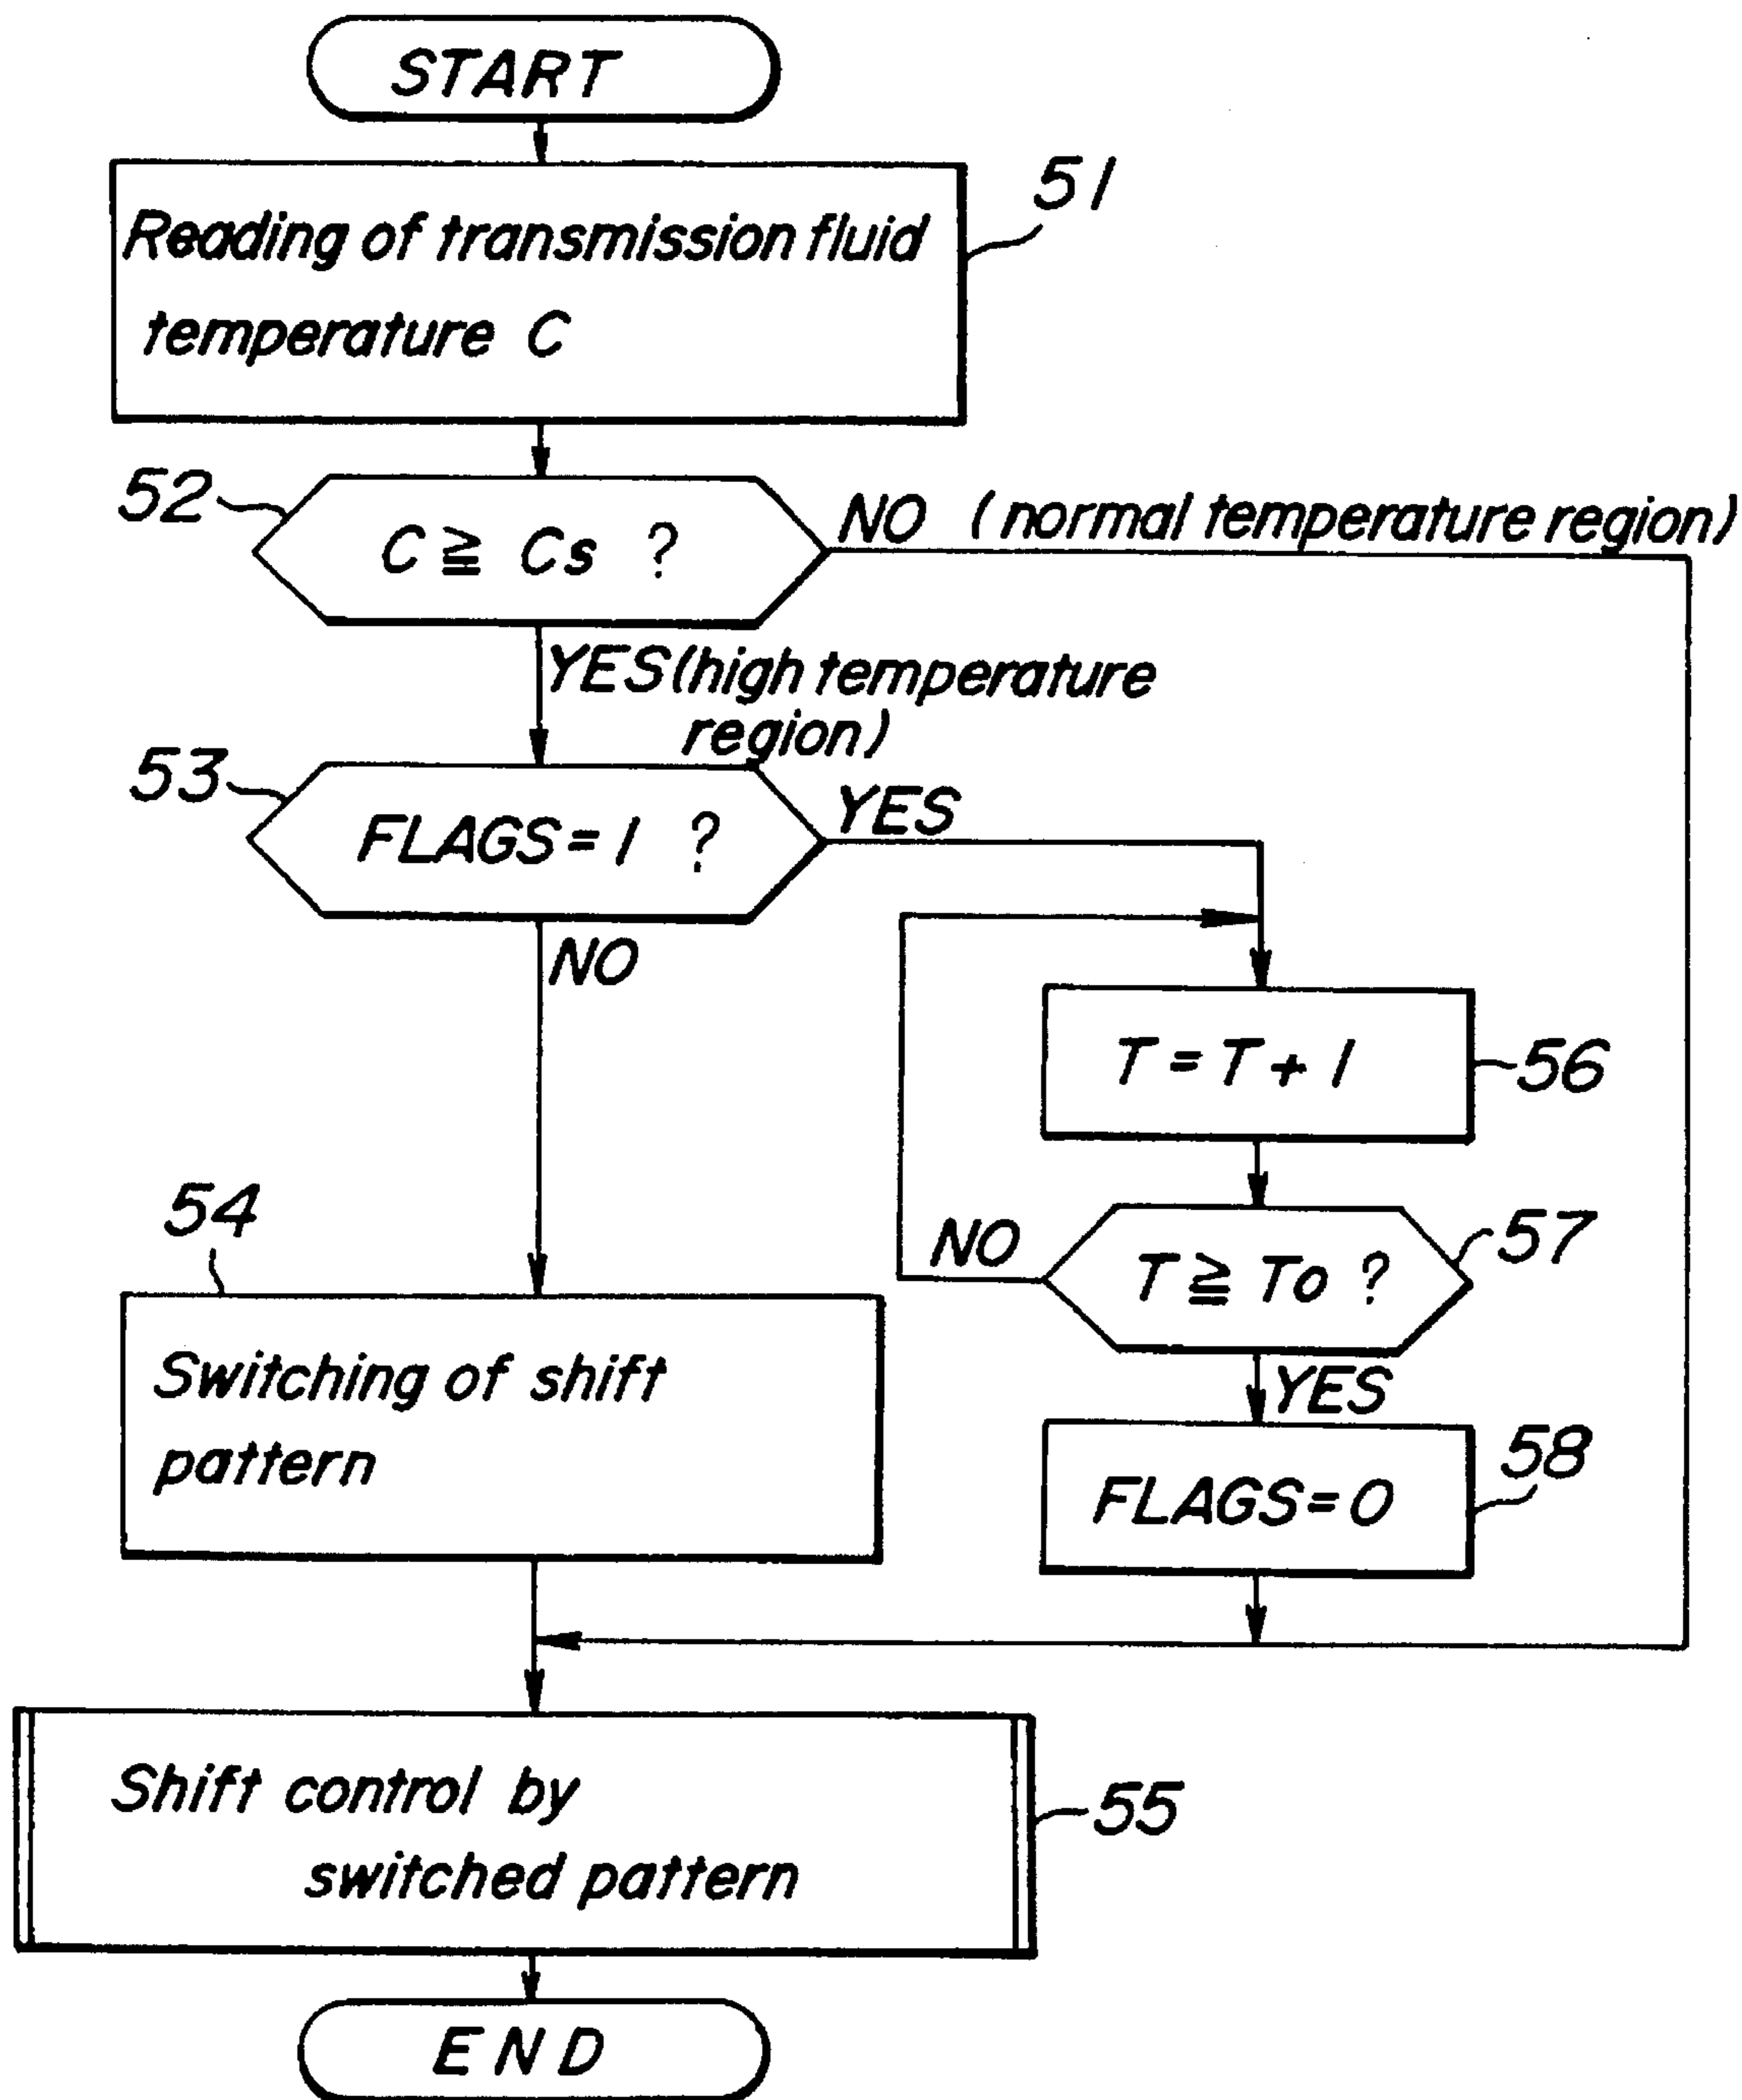 START
51
Reading of transmission fluid
temperature C
52
C ≧ Cs ?
NO (normal temperature region)
YES (high temperature
region)
53
FLAGS = 1 ?
YES
NO
T = T + 1
56
54
57
NO
T ≧ To ?
Switching of shift
pattern
YES
58
FLAGS = 0
Shift control by
switched pattern
55
END